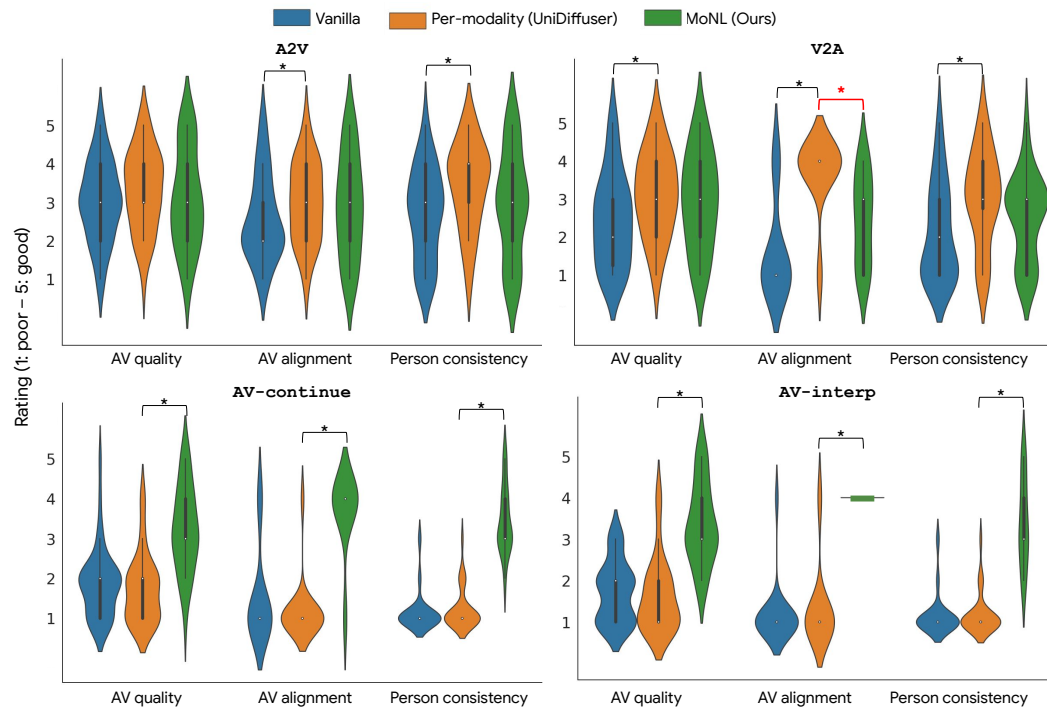 Vanilla Per-modality (UniDiffuser) MoNL (Ours)
A2V V2A
Rating (1: poor – 5: good)
* *
5
4
3
2
1
AV quality AV alignment Person consistency
* * * *
5
4
3
2
1
AV quality AV alignment Person consistency
AV-continue AV-interp
* * *
5
4
3
2
1
AV quality AV alignment Person consistency
* * *
5
4
3
2
1
AV quality AV alignment Person consistency